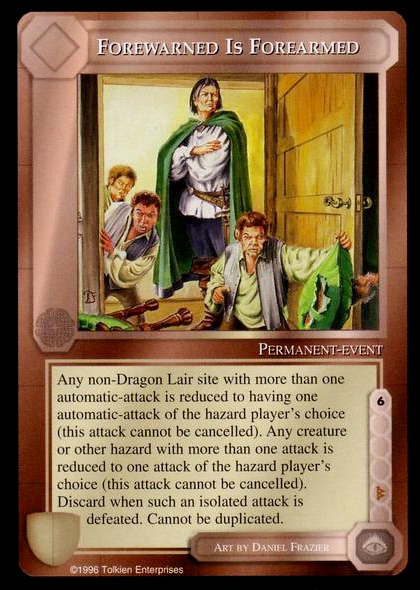 Forewarned Is Forearmed
Permanent-event
Any non-Dragon Lair site with more than one
automatic-attack is reduced to having one
automatic-attack of the hazard player's choice
(this attack cannot be cancelled). Any creature
or other hazard with more than one attack is
reduced to one attack of the hazard player's
choice (this attack cannot be cancelled).
Discard when such an isolated attack is
defeated. Cannot be duplicated.
6
Art by Daniel Frazier
©1996 Tolkien Enterprises